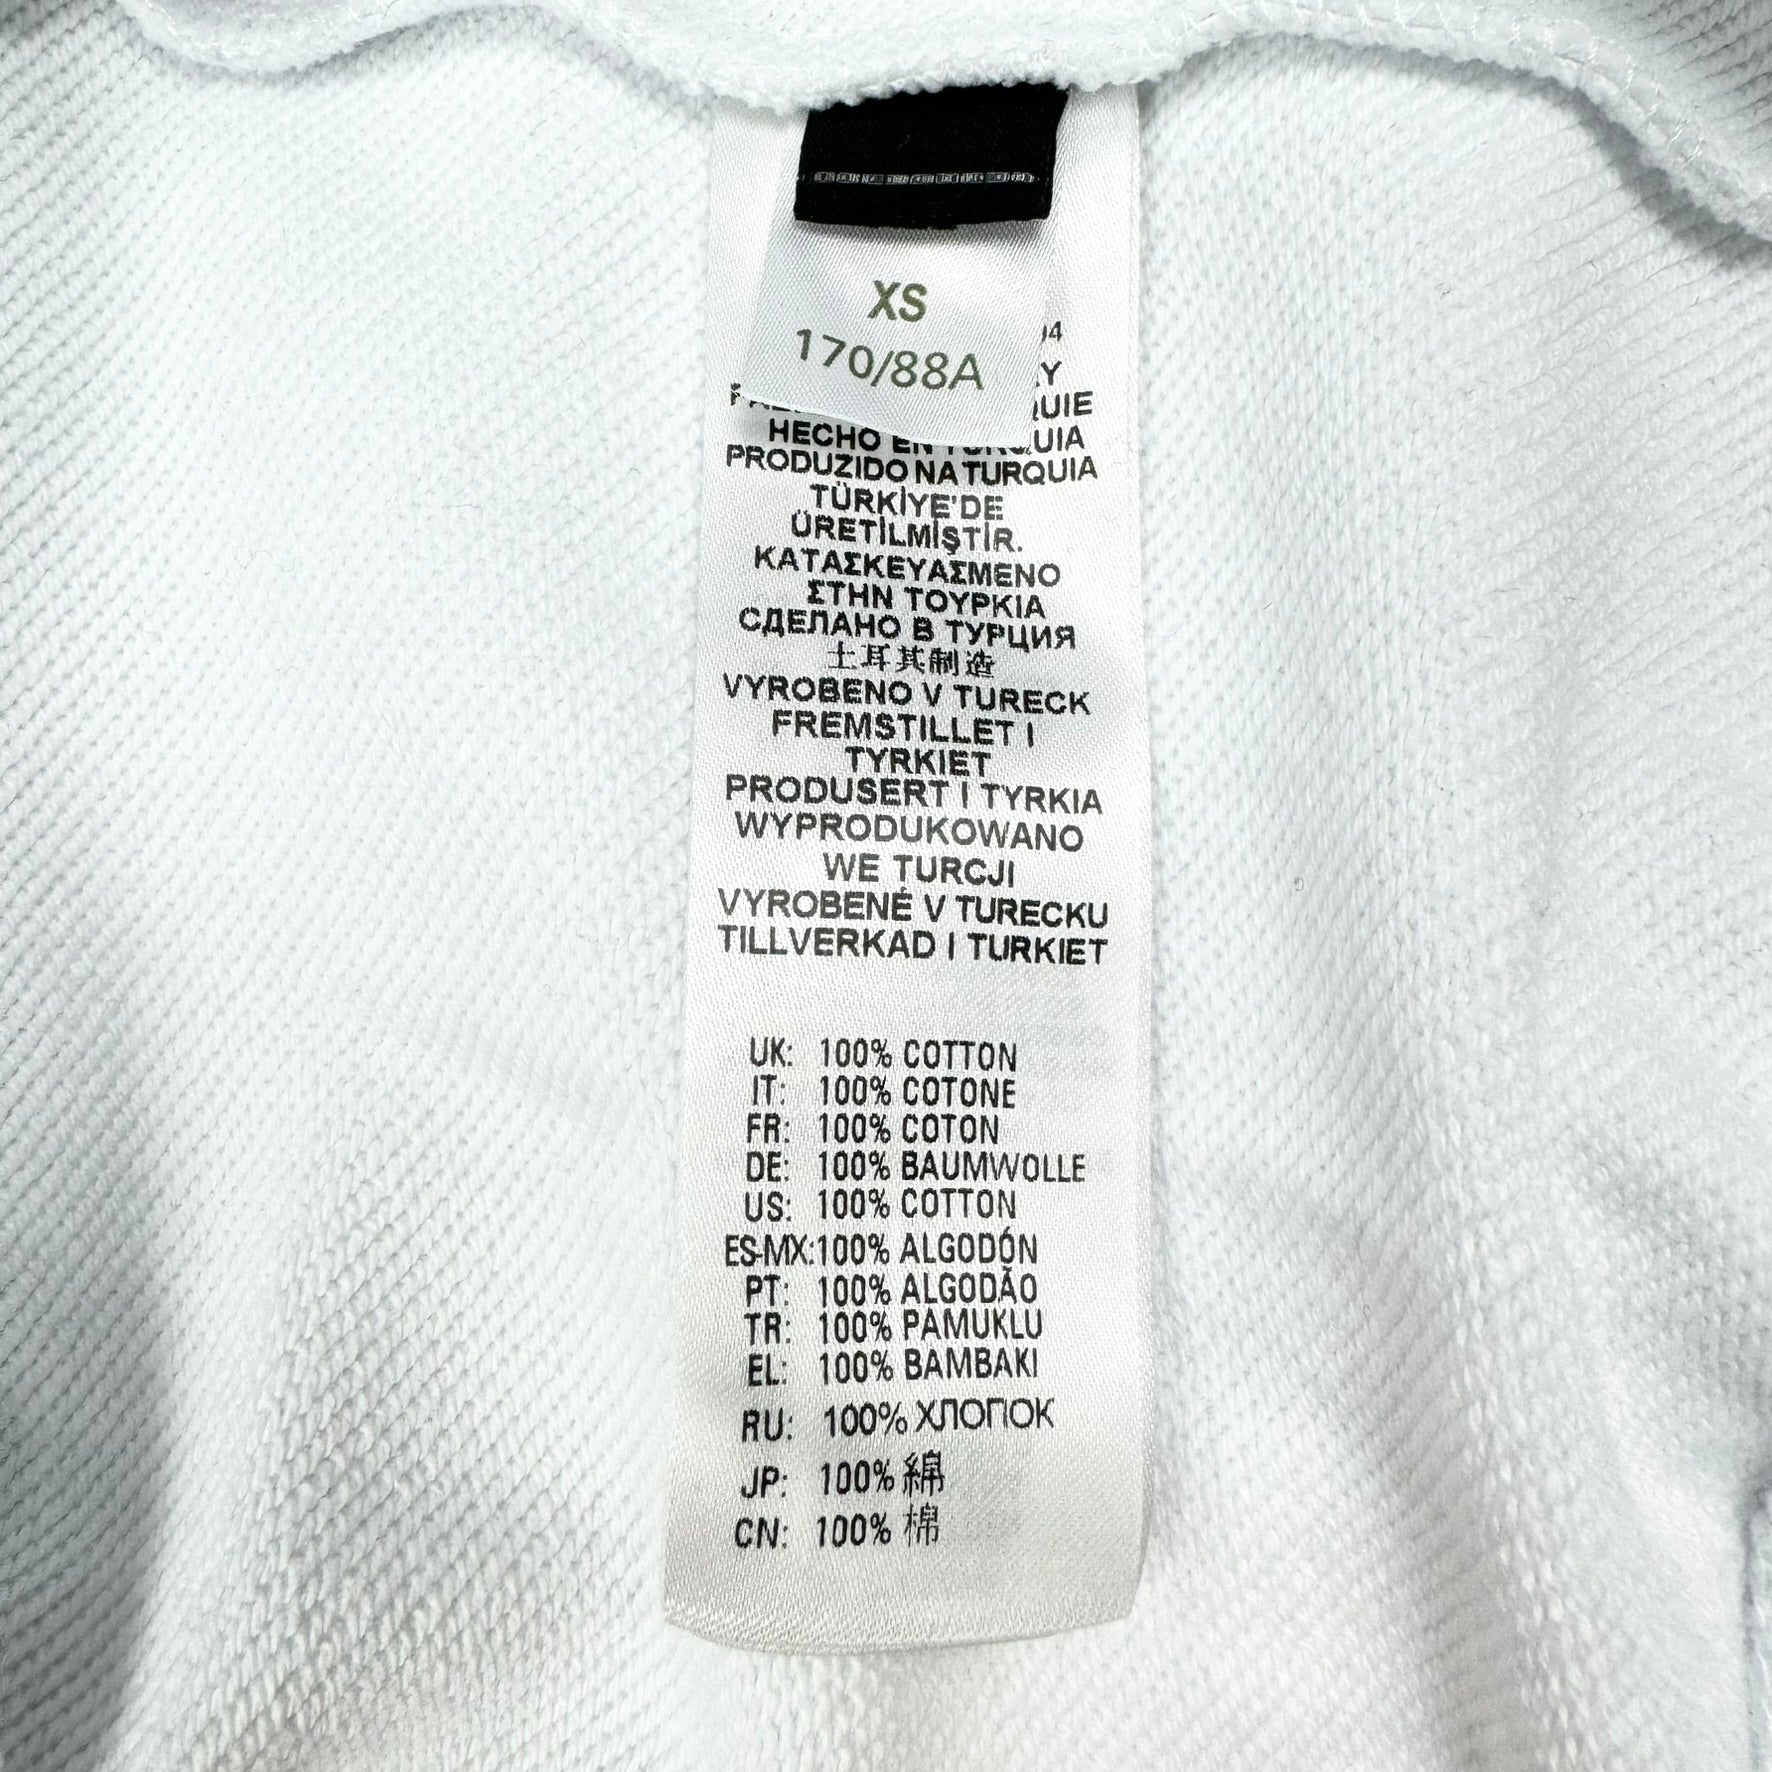 XS
170/88A
HECHO EN TURQUIA
PRODUZIDO NA TURQUIA
TÜRKİYE'DE
ÜRETİLMİŞTİR.
ΚΑΤΑΣΚΕΥΑΣΜΕΝΟ
ΣΤΗΝ ΤΟΥΡΚΙΑ
СДЕЛАНО В ТУРЦИЯ
土耳其制造
VYROBENO V TURECK
FREMSTILLET I
TYRKIET
PRODUSERT I TYRKIA
WYPRODUKOWANO
WE TURCJI
VYROBENÉ V TURECKU
TILLVERKAD I TURKIET
UK: 100% COTTON
IT: 100% COTONE
FR: 100% COTON
DE: 100% BAUMWOLLE
US: 100% COTTON
ES-MX: 100% ALGODÓN
PT: 100% ALGODÃO
TR: 100% PAMUKLU
EL: 100% BAMBAKI
RU: 100% ХЛОПОК
JP: 100% 綿
CN: 100% 棉